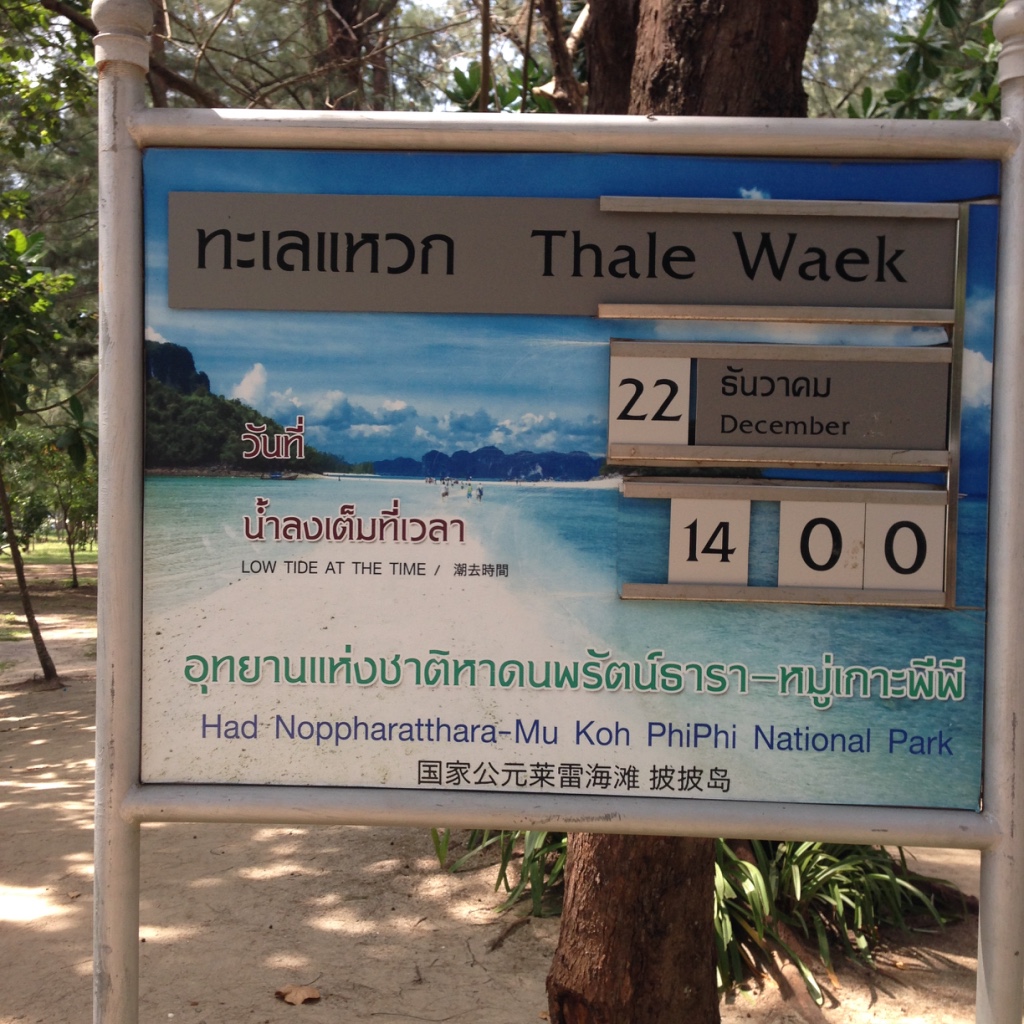 ทะเลแหวก Thale Waek
วันที่ 22 ธันวาคม
December
น้ำลงเต็มที่เวลา 14 00
LOW TIDE AT THE TIME / 潮去時間
อุทยานแห่งชาติหาดนพรัตน์ธารา-หมู่เกาะพีพี
Had Noppharatthara-Mu Koh PhiPhi National Park
国家公元莱雷海滩 披披岛